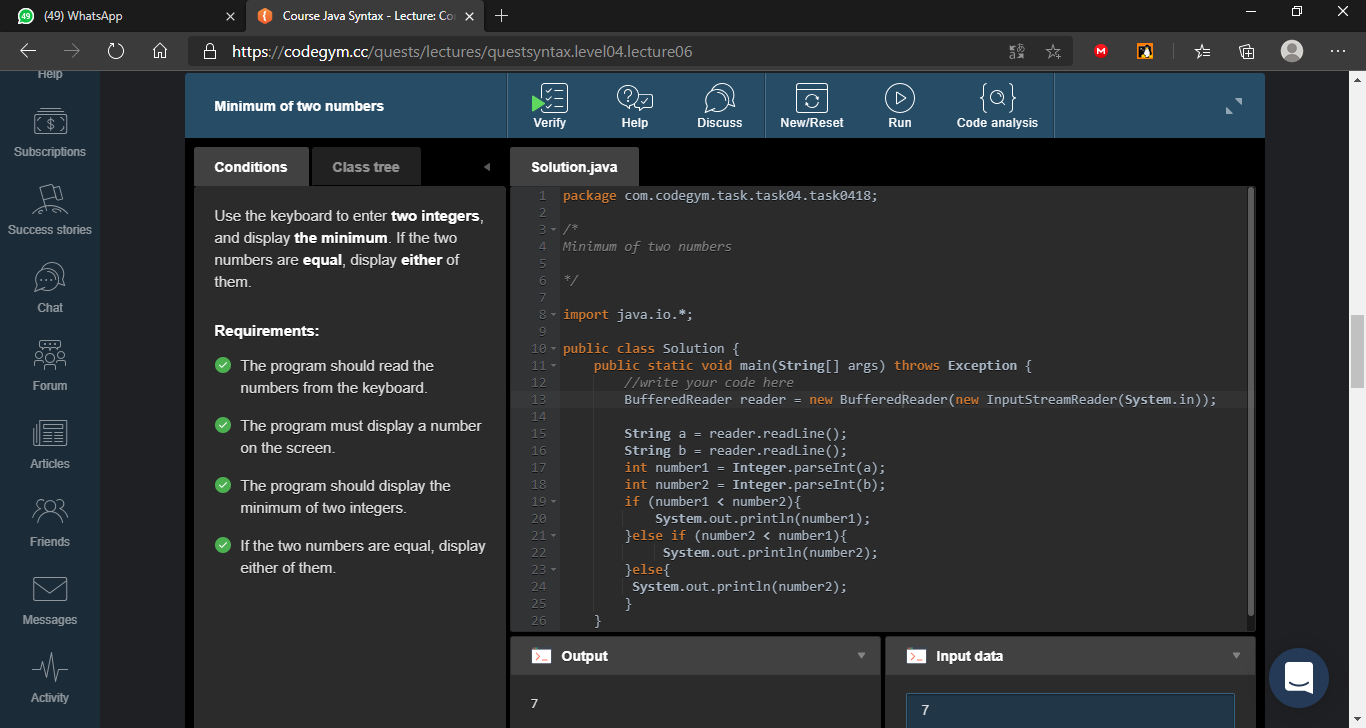 49
(49) WhatsApp
Course Java Syntax - Lecture: Co
https://codegym.cc/quests/lectures/questsyntax.level04.lecture06
M
Help
Subscriptions
Success stories
Chat
Forum
Articles
Friends
Messages
Activity
Minimum of two numbers
Verify
Help
Discuss
New/Reset
Run
Code analysis
Conditions
Class tree
Use the keyboard to enter two integers,
and display the minimum. If the two
numbers are equal, display either of
them.
Requirements:
The program should read the
numbers from the keyboard.
The program must display a number
on the screen.
The program should display the
minimum of two integers.
If the two numbers are equal, display
either of them.
Solution.java
1 package com.codegym.task.task04.task0418;
2
3 /*
4 Minimum of two numbers
5
6 */
7
8 import java.io.*;
9
10 public class Solution {
11 public static void main(String[] args) throws Exception {
12 //write your code here
13 BufferedReader reader = new BufferedReader(new InputStreamReader(System.in));
14
15 String a = reader.readLine();
16 String b = reader.readLine();
17 int number1 = Integer.parseInt(a);
18 int number2 = Integer.parseInt(b);
19 if (number1 < number2){
20 System.out.println(number1);
21 }else if (number2 < number1){
22 System.out.println(number2);
23 }else{
24 System.out.println(number2);
25 }
26 }
Output
7
Input data
7